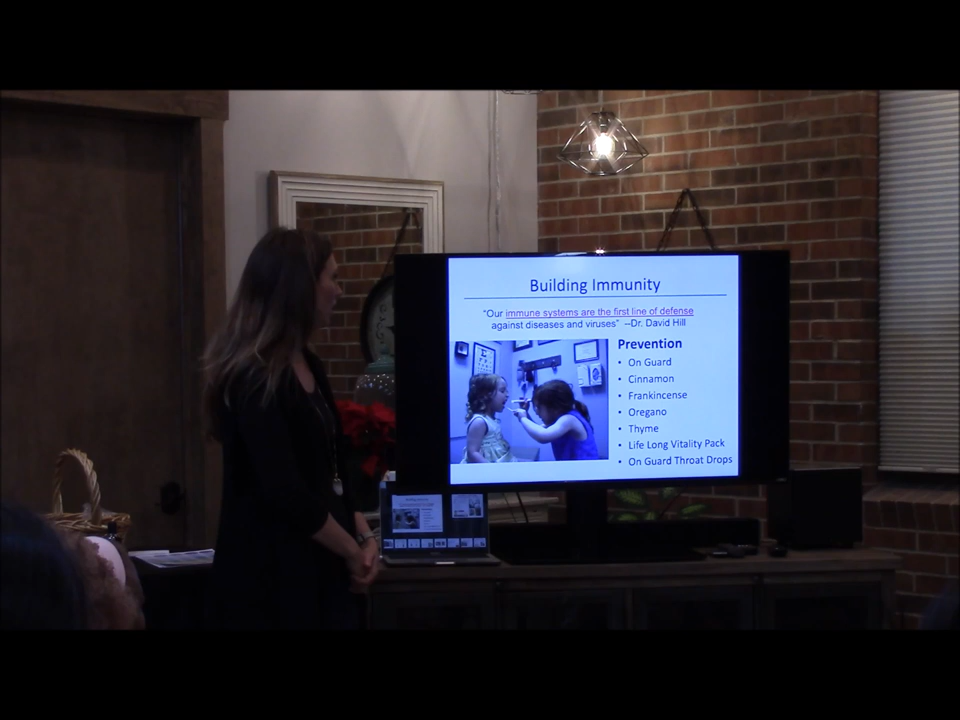 Building Immunity
“Our immune systems are the first line of defense
against diseases and viruses” --Dr. David Hill
Prevention
• On Guard
• Cinnamon
• Frankincense
• Oregano
• Thyme
• Life Long Vitality Pack
• On Guard Throat Drops